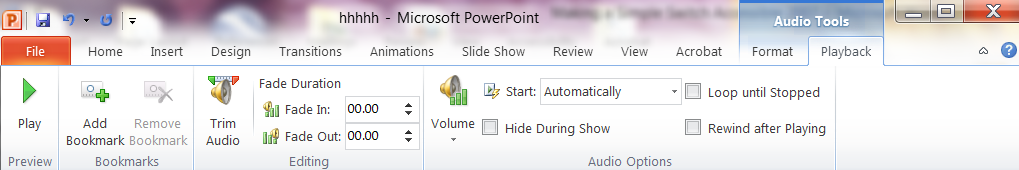 hhhhh - Microsoft PowerPoint
Audio Tools
File Home Insert Design Transitions Animations Slide Show Review View Acrobat Format Playback
Play
Add Bookmark
Remove Bookmark
Trim Audio
Fade Duration
Fade In: 00.00
Fade Out: 00.00
Volume
Start: Automatically
Hide During Show
Loop until Stopped
Rewind after Playing
Preview Bookmarks Editing Audio Options